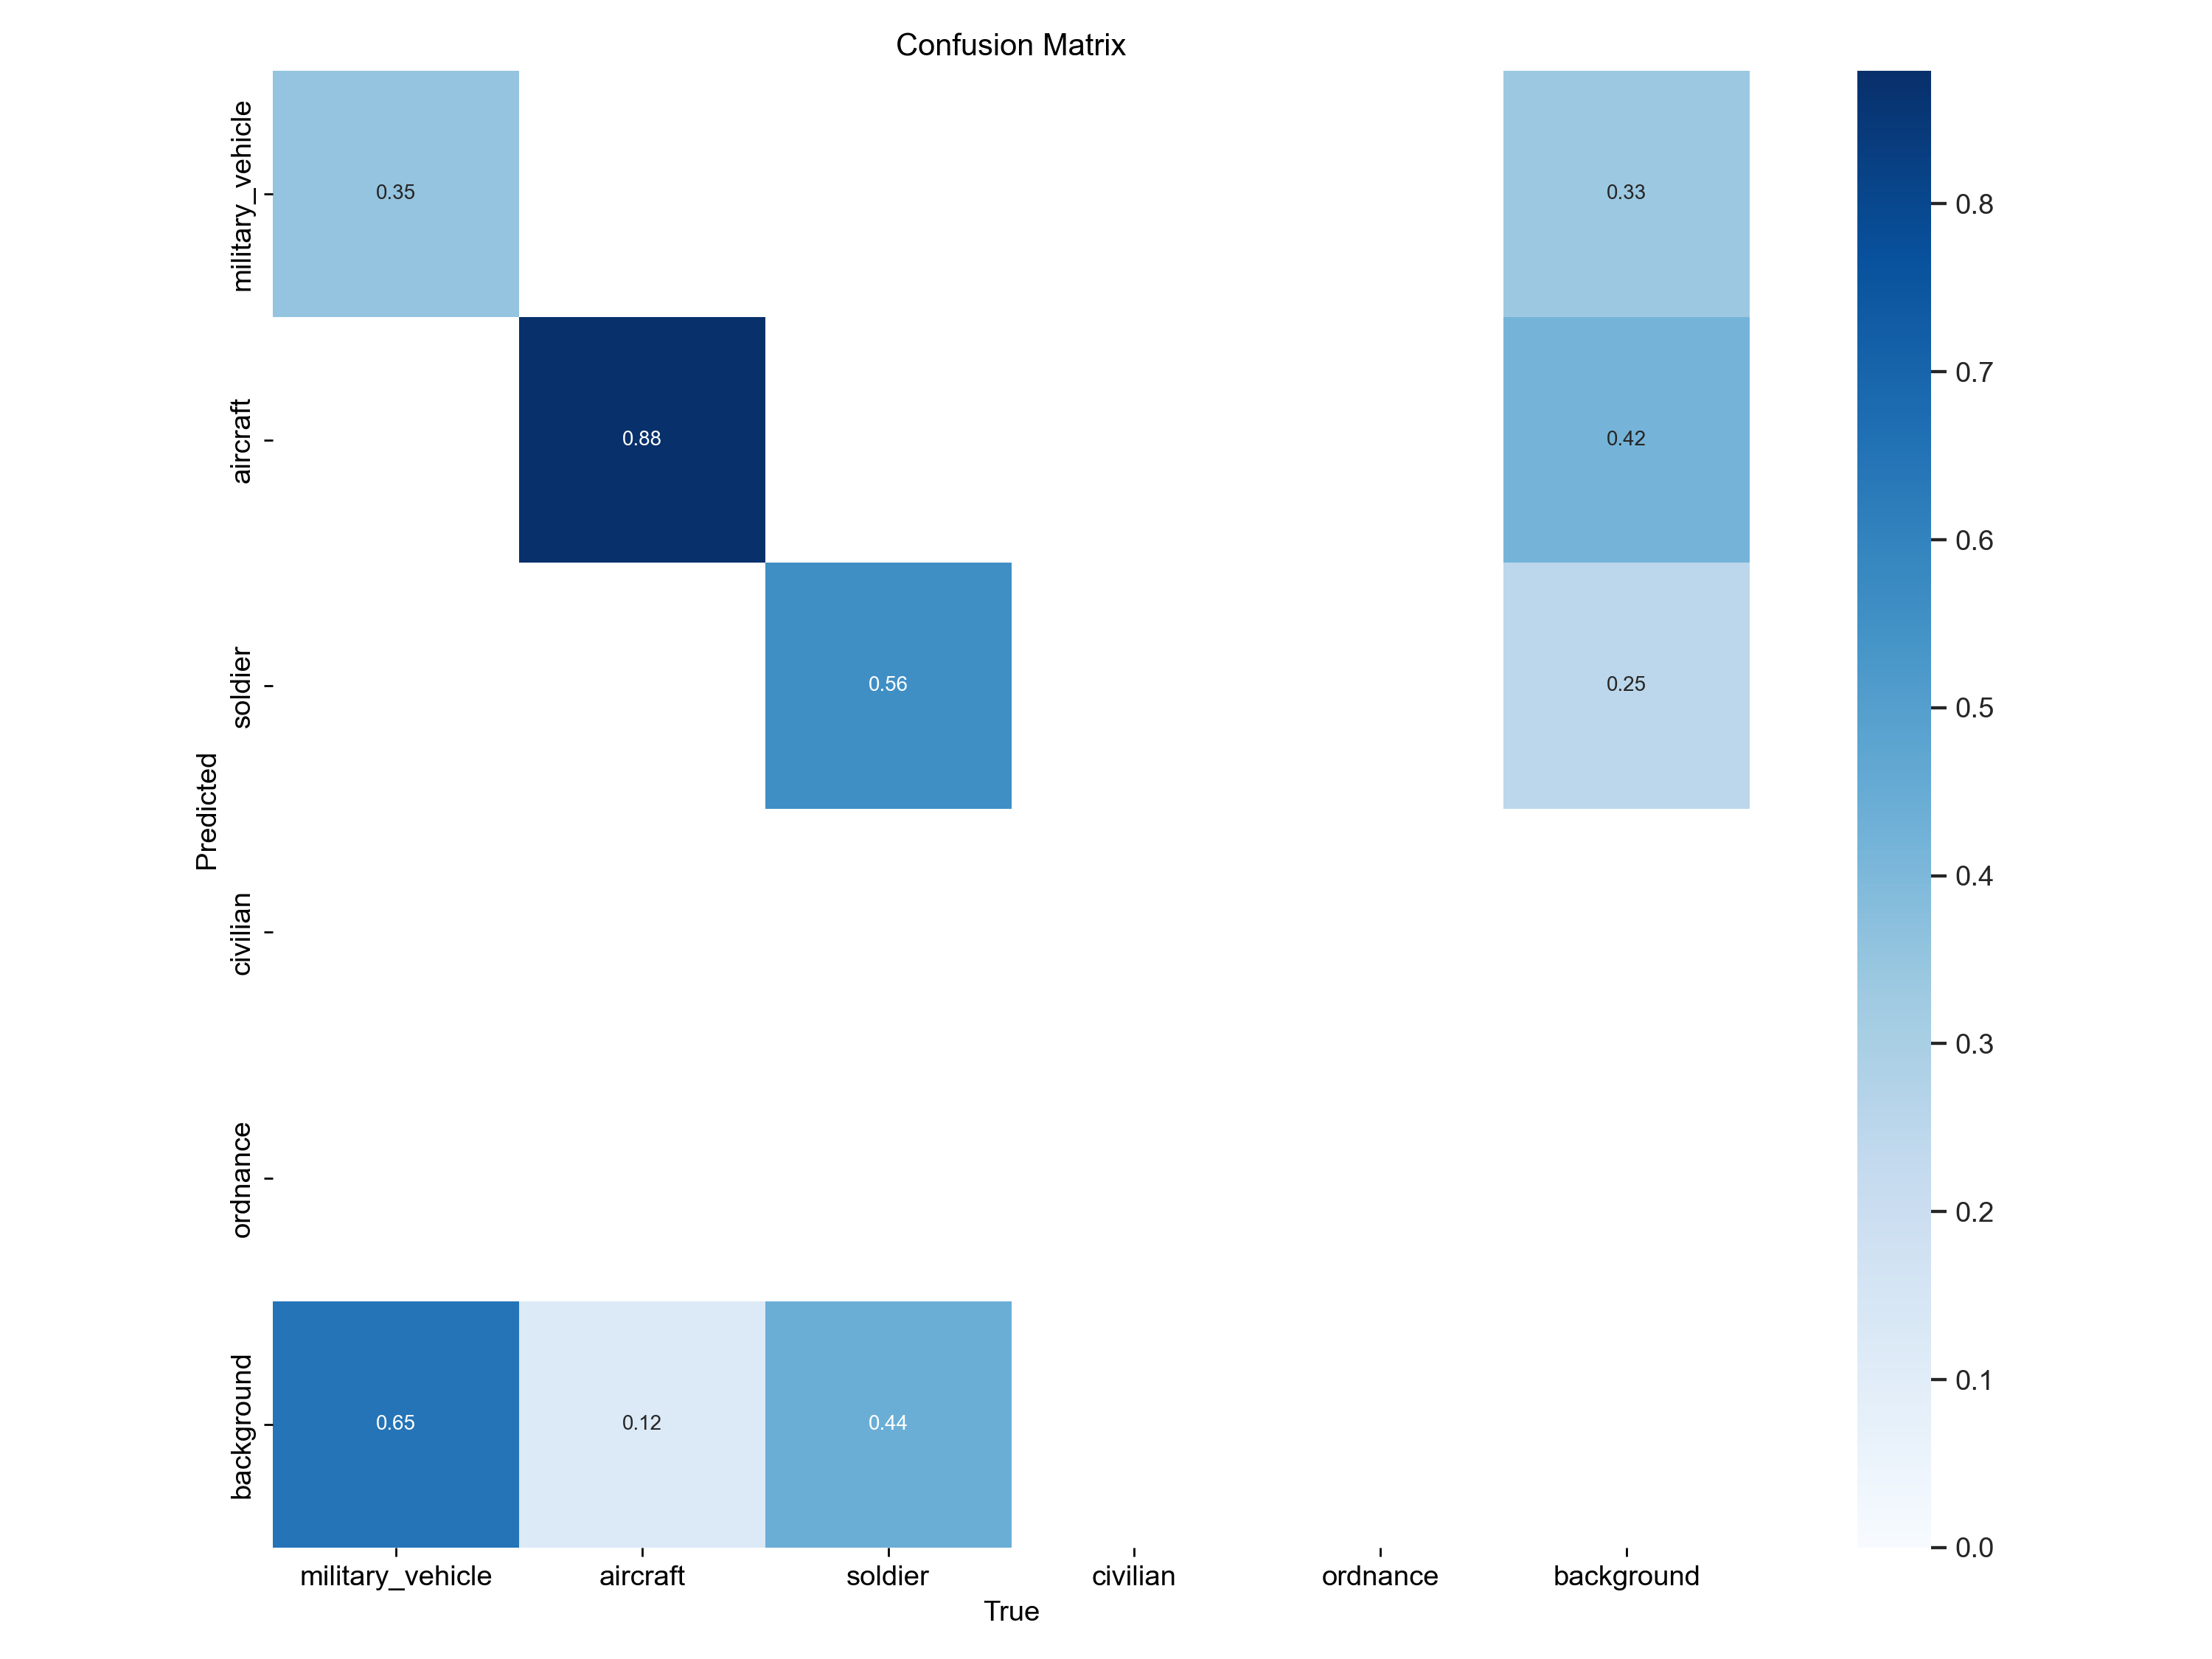 Confusion Matrix
military_vehicle
0.35
0.33
aircraft
0.88
0.42
soldier
0.56
0.25
civilian
ordnance
background
0.65
0.12
0.44
Predicted
military_vehicle
aircraft
soldier
civilian
ordnance
background
True
0.8
0.7
0.6
0.5
0.4
0.3
0.2
0.1
0.0